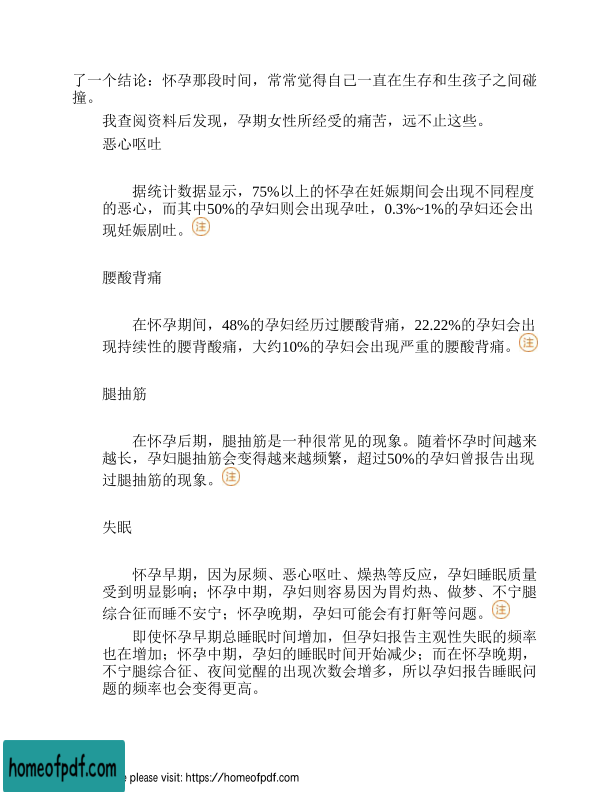 了一个结论：怀孕那段时间，常常觉得自己一直在生存和生孩子之间碰
撞。
我查阅资料后发现，孕期女性所经受的痛苦，远不止这些。
恶心呕吐
据统计数据显示，75%以上的怀孕在妊娠期间会出现不同程度
的恶心，而其中50%的孕妇则会出现孕吐，0.3%~1%的孕妇还会出
现妊娠剧吐。注
腰酸背痛
在怀孕期间，48%的孕妇经历过腰酸背痛，22.22%的孕妇会出
现持续性的腰背酸痛，大约10%的孕妇会出现严重的腰酸背痛。注
腿抽筋
在怀孕后期，腿抽筋是一种很常见的现象。随着怀孕时间越来
越长，孕妇腿抽筋会变得越来越频繁，超过50%的孕妇曾报告出现
过腿抽筋的现象。注
失眠
怀孕早期，因为尿频、恶心呕吐、燥热等反应，孕妇睡眠质量
受到明显影响；怀孕中期，孕妇则容易因为胃灼热、做梦、不宁腿
综合征而睡不安宁；怀孕晚期，孕妇可能会有打鼾等问题。注
即使怀孕早期总睡眠时间增加，但孕妇报告主观性失眠的频率
也在增加；怀孕中期，孕妇的睡眠时间开始减少；而在怀孕晚期，
不宁腿综合征、夜间觉醒的出现次数会增多，所以孕妇报告睡眠问
题的频率也会变得更高。
homeofpdf.com
e please visit: https://homeofpdf.com